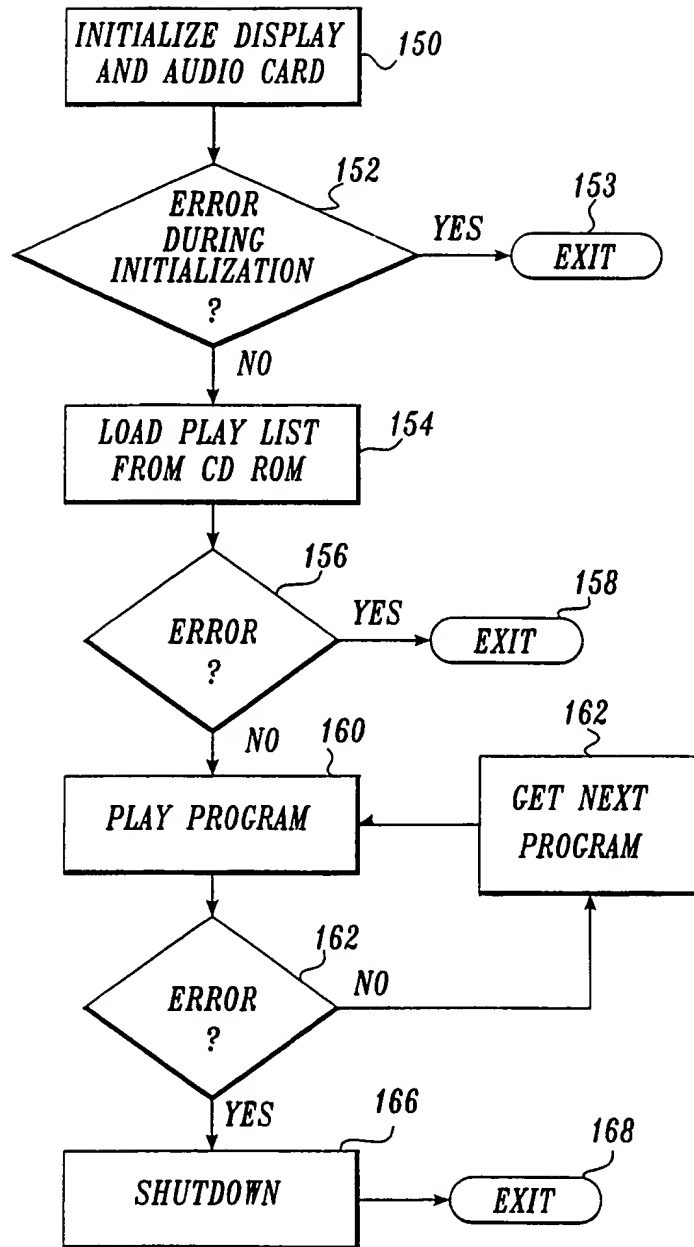 INITIALIZE DISPLAY
AND AUDIO CARD
150
152
ERROR
DURING
INITIALIZATION
?
YES
153
EXIT
NO
LOAD PLAY LIST
FROM CD ROM
154
156
ERROR
?
YES
158
EXIT
NO
160
PLAY PROGRAM
162
GET NEXT
PROGRAM
162
ERROR
?
NO
YES
166
SHUTDOWN
168
EXIT